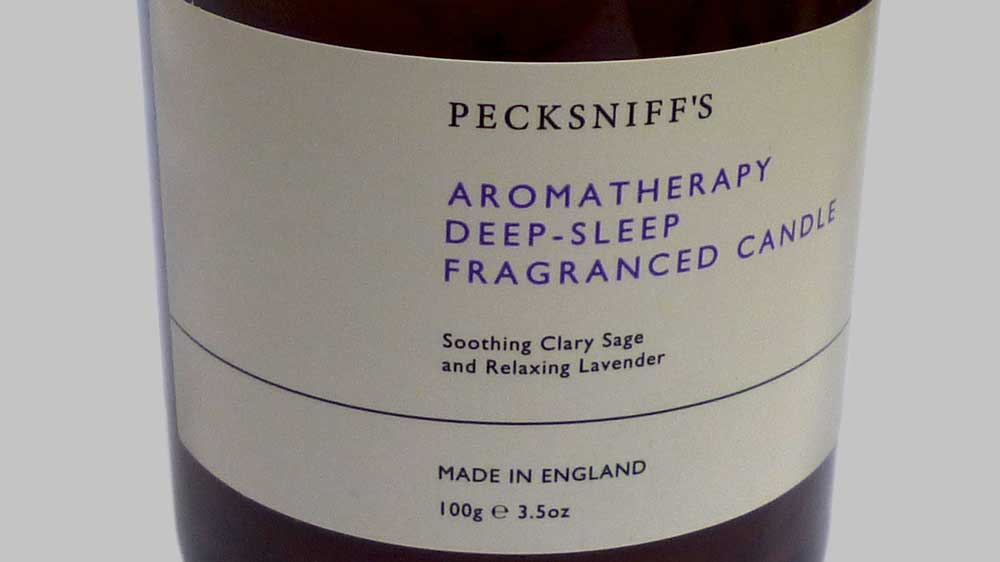 PECKSNIFF'S
AROMATHERAPY
DEEP-SLEEP
FRAGRANCED CANDLE
Soothing Clary Sage
and Relaxing Lavender
MADE IN ENGLAND
100g ℮ 3.5oz